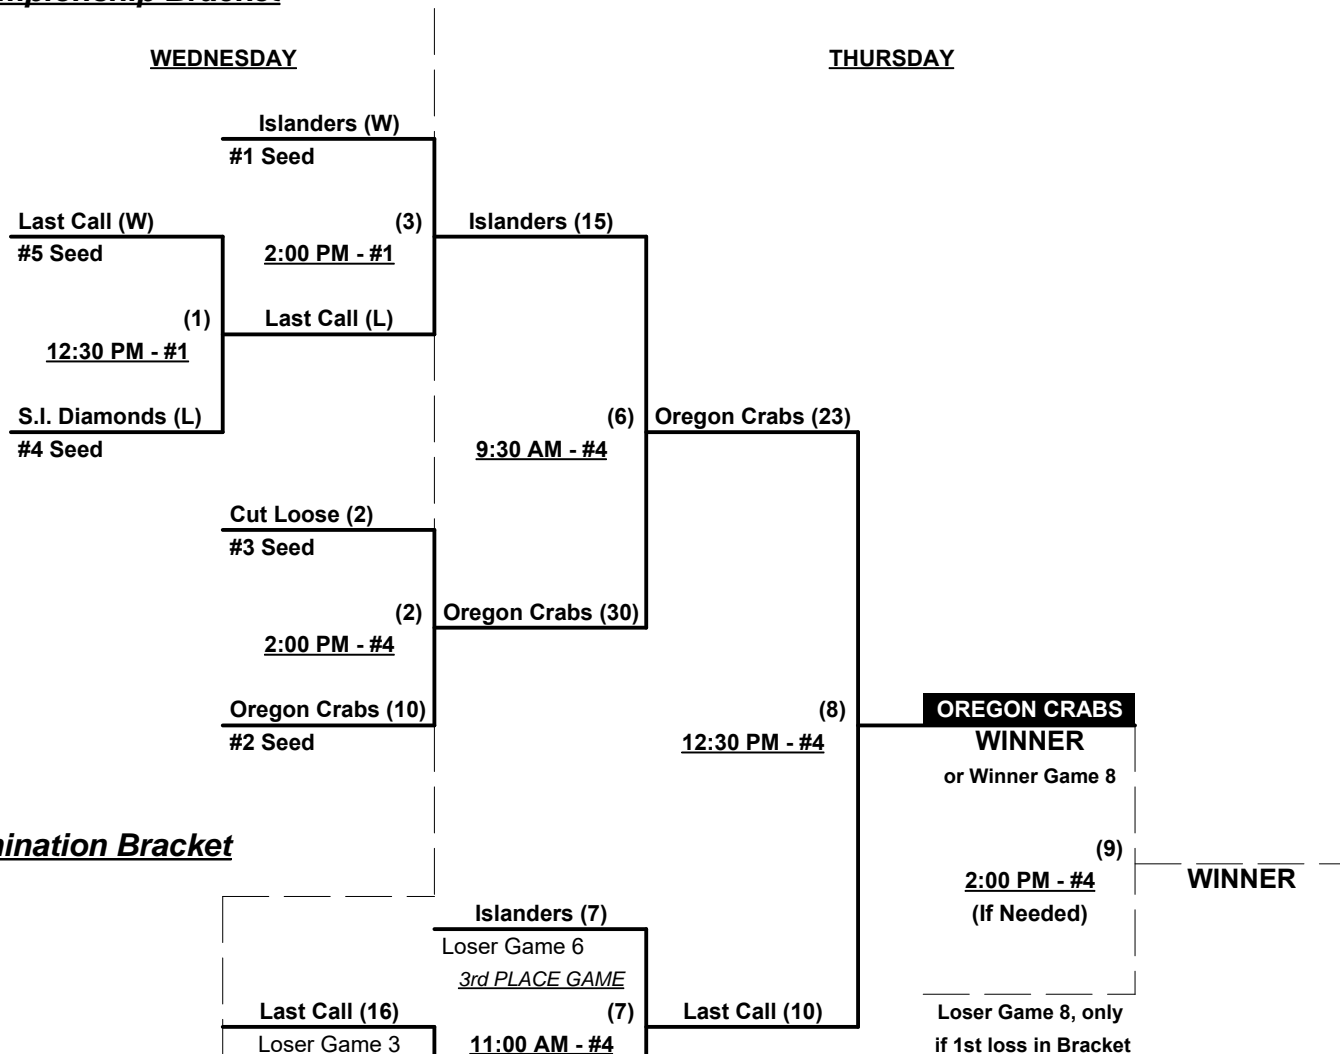 WEDNESDAY
THURSDAY
Islanders (W)
#1 Seed
Last Call (W)
(3)
Islanders (15)
#5 Seed
2:00 PM - #1
(1)
Last Call (L)
12:30 PM - #1
S.I. Diamonds (L)
(6)
Oregon Crabs (23)
#4 Seed
9:30 AM - #4
Cut Loose (2)
#3 Seed
(2)
Oregon Crabs (30)
2:00 PM - #4
Oregon Crabs (10)
(8)
OREGON CRABS
#2 Seed
12:30 PM - #4
WINNER
or Winner Game 8
Bracket
(9)
2:00 PM - #4
WINNER
(If Needed)
Islanders (7)
Loser Game 6
3rd PLACE GAME
Last Call (16)
(7)
Last Call (10)
Loser Game 8, only
Loser Game 3
11:00 AM - #4
if 1st loss in Bracket